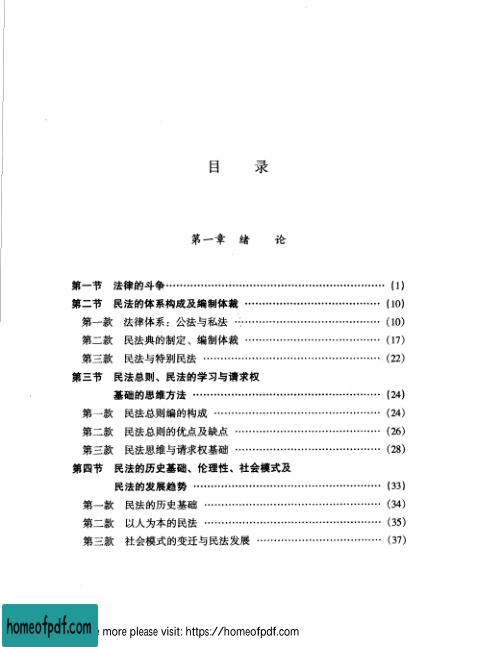 目 录
第一章 绪 论
第一节 法律的斗争 (1)
第二节 民法的体系构成及编制体裁 (10)
第一款 法律体系：公法与私法 (10)
第二款 民法典的制定、编制体裁 (17)
第三款 民法与特别民法 (22)
第三节 民法总则、民法的学习与请求权
基础的思维方法 (24)
第一款 民法总则编的构成 (24)
第二款 民法总则的优点及缺点 (26)
第三款 民法思维与请求权基础 (28)
第四节 民法的历史基础、伦理性、社会模式及
民法的发展趋势 (33)
第一款 民法的历史基础 (34)
第二款 以人为本的民法 (35)
第三款 社会模式的变迁与民法发展 (37)
homeofpdf.com more please visit: https://homeofpdf.com